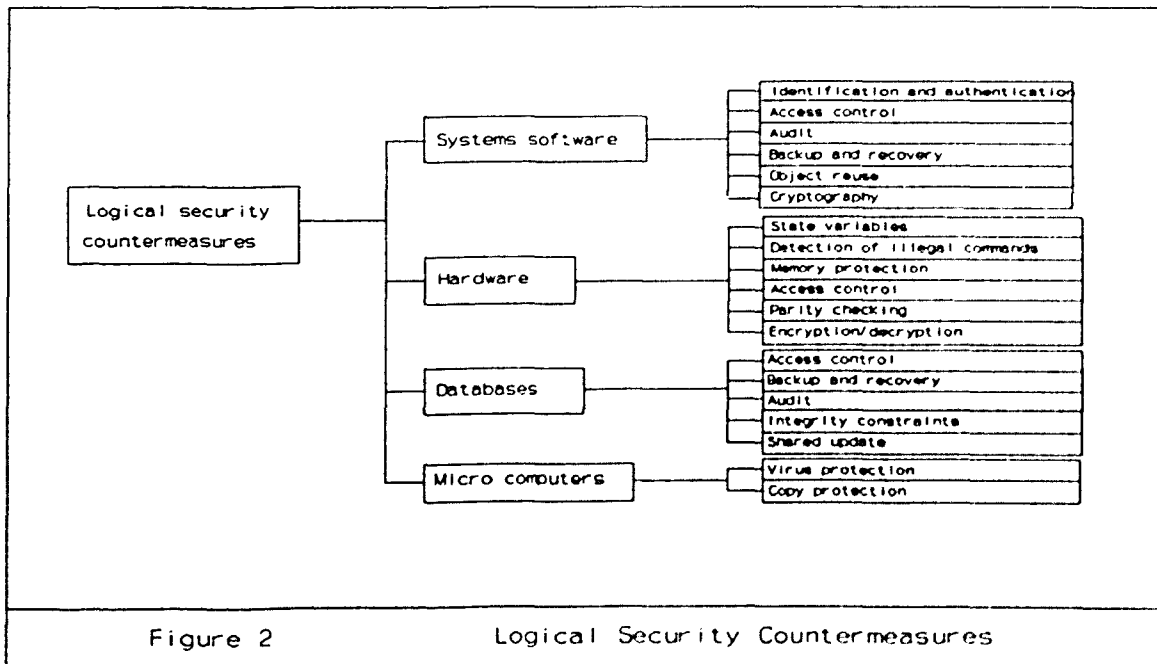 Logical security
countermeasures
Systems software
Identification and authentication
Access control
Audit
Backup and recovery
Object reuse
Cryptography
Hardware
State variables
Detection of illegal commands
Memory protection
Access control
Parity checking
Encryption/decryption
Databases
Access control
Backup and recovery
Audit
Integrity constraints
Shared update
Micro computers
Virus protection
Copy protection
Figure 2
Logical Security Countermeasures